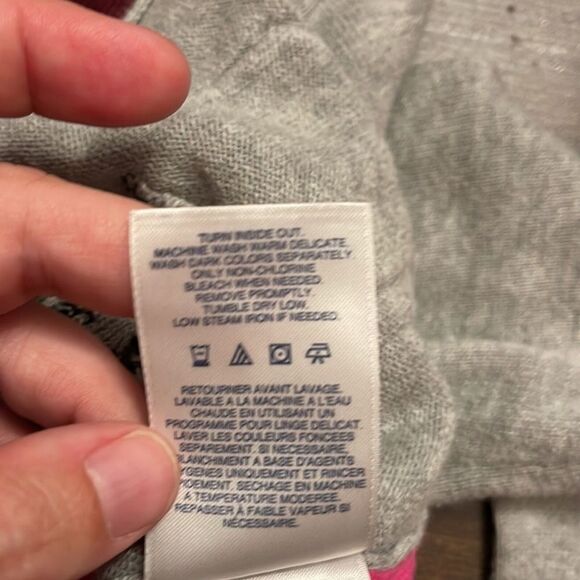 TURN INSIDE OUT.
MACHINE WASH WARM DELICATE.
WASH DARK COLORS SEPARATELY.
ONLY NON-CHLORINE
BLEACH WHEN NEEDED.
REMOVE PROMPTLY.
TUMBLE DRY LOW.
LOW STEAM IRON IF NEEDED.
RETOURNER AVANT LAVAGE.
LAVABLE A LA MACHINE A L'EAU
CHAUDE EN UTILISANT UN
PROGRAMME POUR LINGE DELICAT.
LAVER LES COULEURS FONCEES
SEPAREMENT. SI NECESSAIRE,
BLANCHIMENT A BASE D'AGENTS
YGENES UNIQUEMENT ET RINCER
PIDEMENT. SECHAGE EN MACHINE
A TEMPERATURE MODEREE.
REPASSER À FAIBLE VAPEUR SI
NÉCESSAIRE.